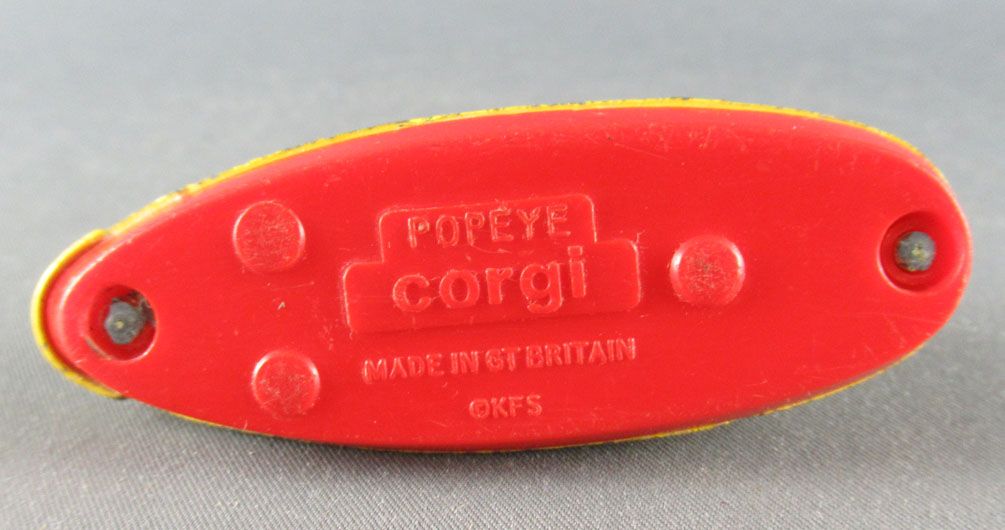 POPEYE
corgi
MADE IN GT BRITAIN
©KFS